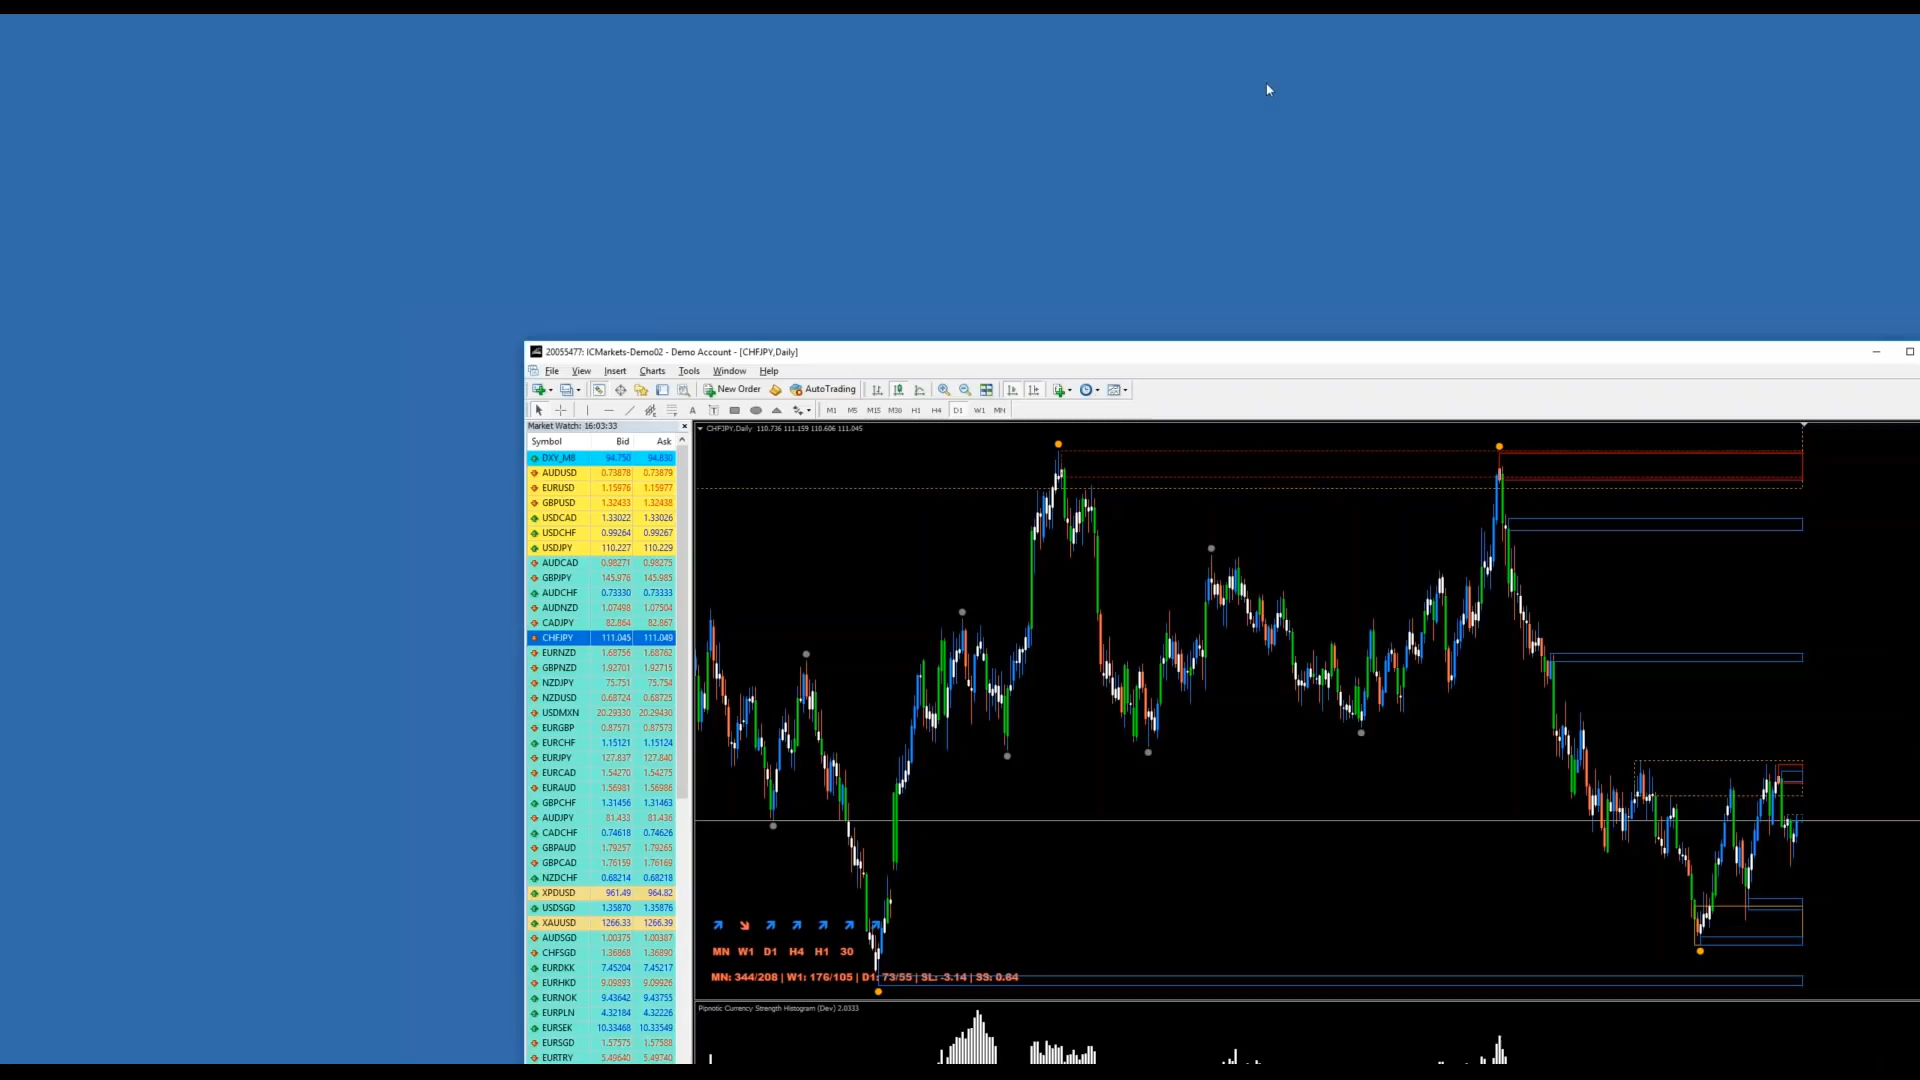 20055477: ICMarkets-Demo02 - Demo Account - [CHFJPY,Daily]
File View Insert Charts Tools Window Help
New Order AutoTrading
A T M1 M5 M15 M30 H1 H4 D1 W1 MN
Market Watch: 16:03:33
CHFJPY,Daily 110.736 111.159 110.606 111.045
Symbol Bid Ask
DXY_M8 94.750 94.830
AUDUSD 0.73878 0.73879
EURUSD 1.15976 1.15977
GBPUSD 1.32433 1.32438
USDCAD 1.33022 1.33026
USDCHF 0.99264 0.99267
USDJPY 110.227 110.229
AUDCAD 0.98271 0.98275
GBPJPY 145.976 145.985
AUDCHF 0.73330 0.73333
AUDNZD 1.07498 1.07504
CADJPY 82.864 82.867
CHFJPY 111.045 111.049
EURNZD 1.68756 1.68762
GBPNZD 1.92701 1.92715
NZDJPY 75.751 75.754
NZDUSD 0.68724 0.68725
USDMXN 20.29330 20.29430
EURGBP 0.87571 0.87573
EURCHF 1.15121 1.15124
EURJPY 127.837 127.840
EURCAD 1.54270 1.54275
EURAUD 1.56981 1.56986
GBPCHF 1.31456 1.31463
AUDJPY 81.433 81.436
CADCHF 0.74618 0.74626
GBPAUD 1.79257 1.79265
GBPCAD 1.76159 1.76169
NZDCHF 0.68214 0.68218
XPDUSD 961.49 964.82
USDSGD 1.35870 1.35876
XAUUSD 1266.33 1266.39
AUDSGD 1.00375 1.00387
CHFSGD 1.36868 1.36890
EURDKK 7.45204 7.45217
EURHKD 9.09893 9.09926
EURNOK 9.43642 9.43755
EURPLN 4.32184 4.32226
EURSEK 10.33468 10.33549
EURSGD 1.57575 1.57588
EURTRY 5.49640 5.49740
MN W1 D1 H4 H1 30
MN: 344/208 | W1: 176/105 | D1: 73/55 | SL: -3.14 | SS: 0.64
Pipnotic Currency Strength Histogram (Dev) 2.0333